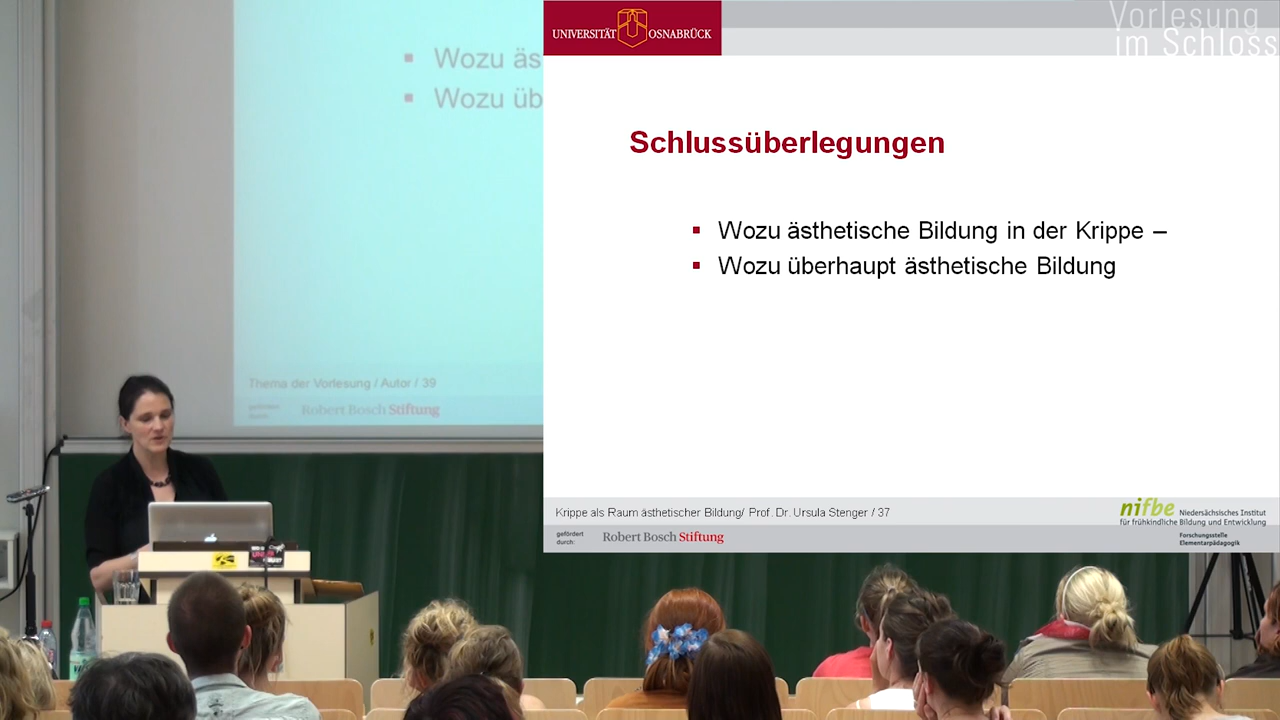 UNIVERSITÄT OSNABRÜCK
Vorlesung
im Schloss
Wozu äs
Wozu üb
Schlussüberlegungen
▪ Wozu ästhetische Bildung in der Krippe –
▪ Wozu überhaupt ästhetische Bildung
Thema der Vorlesung / Autor / 39
gefördert
durch:
Robert Bosch Stiftung
Krippe als Raum ästhetischer Bildung/ Prof. Dr. Ursula Stenger / 37
gefördert
durch:
Robert Bosch Stiftung
nifbe Niedersächsisches Institut
für frühkindliche Bildung und Entwicklung
Forschungsstelle
Elementarpädagogik